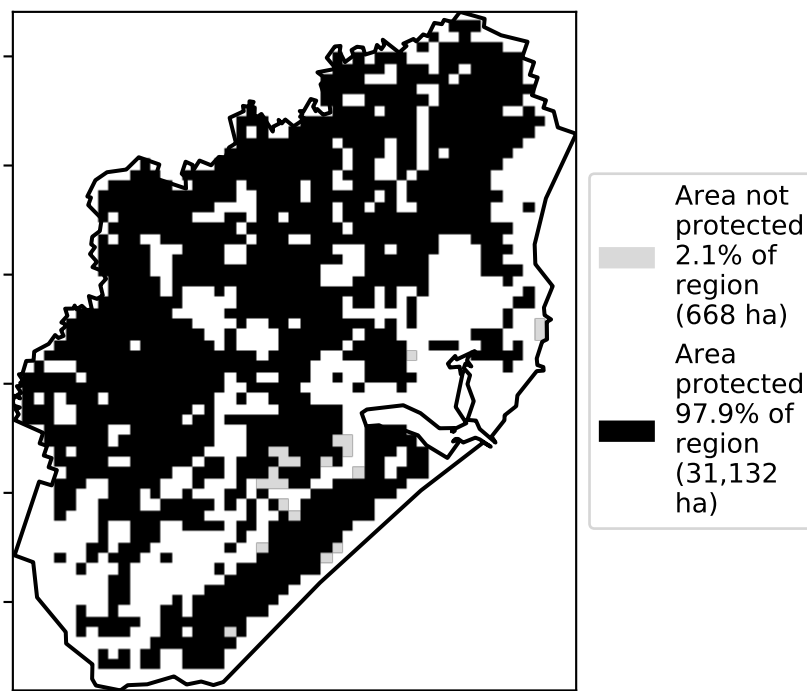 Area not
protected
2.1% of
region
(668 ha)
Area
protected
97.9% of
region
(31,132
ha)